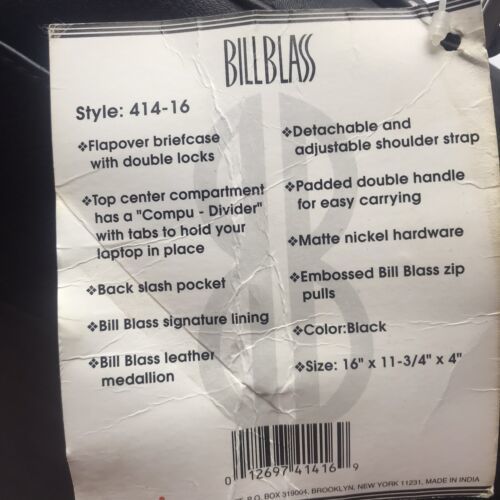 BILL BLASS
Style: 414-16
❖Flapover briefcase
with double locks
❖Top center compartment
has a "Compu - Divider"
with tabs to hold your
laptop in place
❖Back slash pocket
❖Bill Blass signature lining
❖Bill Blass leather
medallion
❖Detachable and
adjustable shoulder strap
❖Padded double handle
for easy carrying
❖Matte nickel hardware
❖Embossed Bill Blass zip
pulls
❖Color:Black
❖Size: 16" x 11-3/4" x 4"
0 12697 41416 9
P.O. BOX 319004, BROOKLYN, NEW YORK 11231, MADE IN INDIA